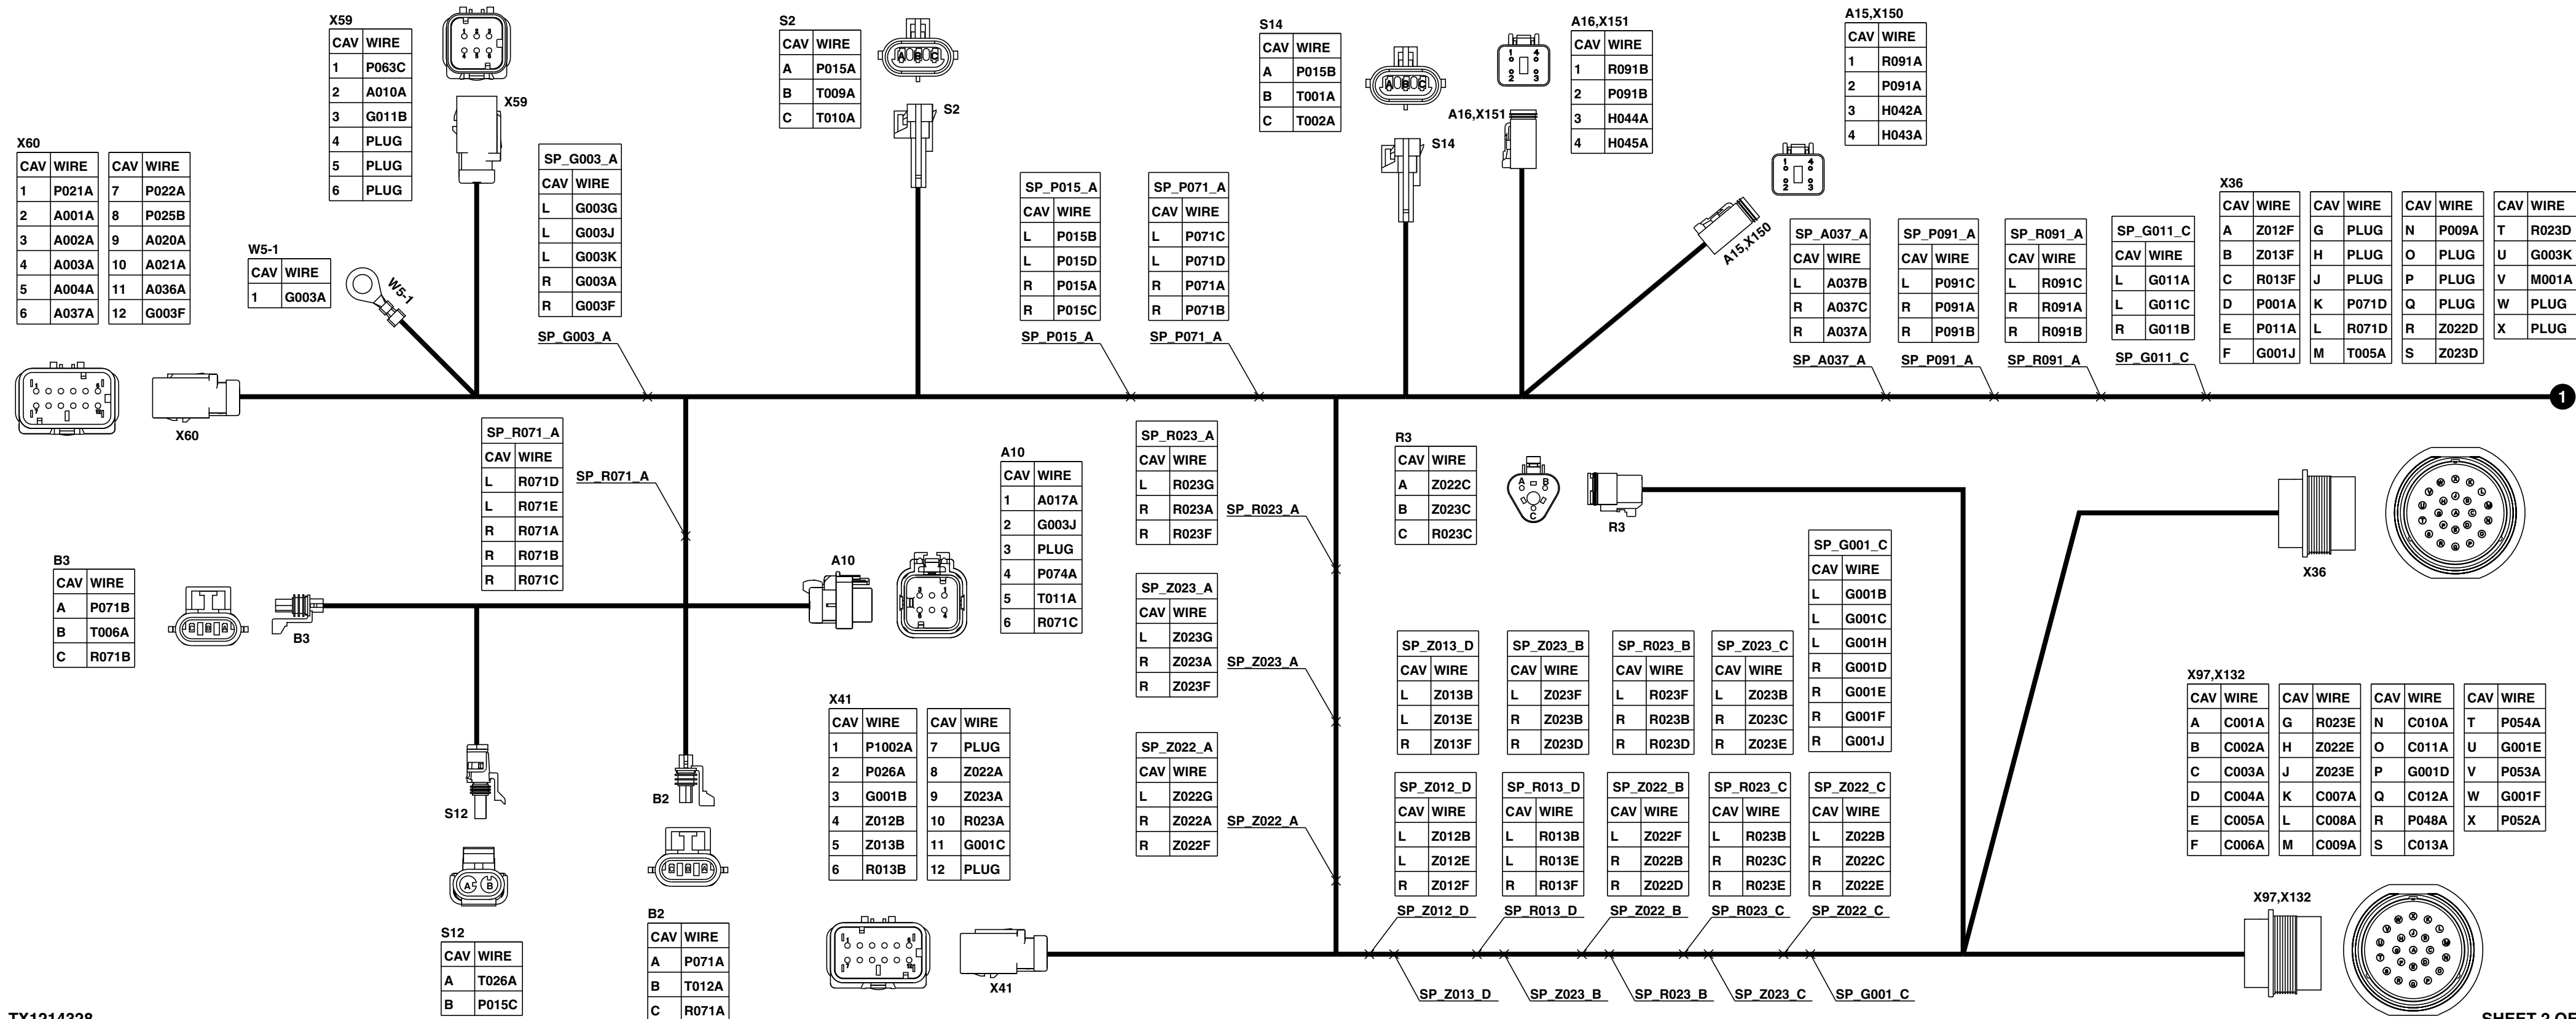 X60
CAV WIRE CAV WIRE
1 P021A 7 P022A
2 A001A 8 P025B
3 A002A 9 A020A
4 A003A 10 A021A
5 A004A 11 A036A
6 A037A 12 G003F
X60
W5-1
CAV WIRE
1 G003A
W5-1
X59
CAV WIRE
1 P063C
2 A010A
3 G011B
4 PLUG
5 PLUG
6 PLUG
X59
SP_G003_A
CAV WIRE
L G003G
L G003J
L G003K
R G003A
R G003F
SP_G003_A
S2
CAV WIRE
A P015A
B T009A
C T010A
A B C
S2
SP_P015_A
CAV WIRE
L P015B
L P015D
R P015A
R P015C
SP_P015_A
SP_P071_A
CAV WIRE
L P071C
L P071D
R P071A
R P071B
SP_P071_A
S14
CAV WIRE
A P015B
B T001A
C T002A
A B C
S14
A16,X151
CAV WIRE
1 R091B
2 P091B
3 H044A
4 H045A
1 4
2 3
A16,X151
A15,X150
CAV WIRE
1 R091A
2 P091A
3 H042A
4 H043A
1 4
2 3
A15,X150
SP_A037_A
CAV WIRE
L A037B
R A037C
R A037A
SP_A037_A
SP_P091_A
CAV WIRE
L P091C
R P091A
R P091B
SP_P091_A
SP_R091_A
CAV WIRE
L R091C
R R091A
R R091B
SP_R091_A
SP_G011_C
CAV WIRE
L G011A
L G011C
R G011B
SP_G011_C
X36
CAV WIRE CAV WIRE CAV WIRE CAV WIRE
A Z012F G PLUG N P009A T R023D
B Z013F H PLUG O PLUG U G003K
C R013F J PLUG P PLUG V M001A
D P001A K P071D Q PLUG W PLUG
E P011A L R071D R Z022D X PLUG
F G001J M T005A S Z023D
1
SP_R071_A
CAV WIRE
L R071D
L R071E
R R071A
R R071B
R R071C
SP_R071_A
B3
CAV WIRE
A P071B
B T006A
C R071B
C B A
B3
A10
A10
CAV WIRE
1 A017A
2 G003J
3 PLUG
4 P074A
5 T011A
6 R071C
S12
A B
S12
CAV WIRE
A T026A
B P015C
B2
C B A
B2
CAV WIRE
A P071A
B T012A
C R071A
X41
CAV WIRE CAV WIRE
1 P1002A 7 PLUG
2 P026A 8 Z022A
3 G001B 9 Z023A
4 Z012B 10 R023A
5 Z013B 11 G001C
6 R013B 12 PLUG
X41
SP_R023_A
CAV WIRE
L R023G
R R023A
R R023F
SP_R023_A
SP_Z023_A
CAV WIRE
L Z023G
R Z023A
R Z023F
SP_Z023_A
SP_Z022_A
CAV WIRE
L Z022G
R Z022A
R Z022F
SP_Z022_A
R3
CAV WIRE
A Z022C
B Z023C
C R023C
A B
C
R3
SP_Z013_D
CAV WIRE
L Z013B
L Z013E
R Z013F
SP_Z023_B
CAV WIRE
L Z023F
R Z023B
R Z023D
SP_R023_B
CAV WIRE
L R023F
R R023B
R R023D
SP_Z023_C
CAV WIRE
L Z023B
R Z023C
R Z023E
SP_G001_C
CAV WIRE
L G001B
L G001C
L G001H
R G001D
R G001E
R G001F
R G001J
SP_Z012_D
CAV WIRE
L Z012B
L Z012E
R Z012F
SP_Z012_D
SP_R013_D
CAV WIRE
L R013B
L R013E
R R013F
SP_R013_D
SP_Z022_B
CAV WIRE
L Z022F
R Z022B
R Z022D
SP_Z022_B
SP_R023_C
CAV WIRE
L R023B
R R023C
R R023E
SP_R023_C
SP_Z022_C
CAV WIRE
L Z022B
R Z022C
R Z022E
SP_Z022_C
SP_Z013_D SP_Z023_B SP_R023_B SP_Z023_C SP_G001_C
X36
X97,X132
CAV WIRE CAV WIRE CAV WIRE CAV WIRE
A C001A G R023E N C010A T P054A
B C002A H Z022E O C011A U G001E
C C003A J Z023E P G001D V P053A
D C004A K C007A Q C012A W G001F
E C005A L C008A R P048A X P052A
F C006A M C009A S C013A
X97,X132
TX1214328
SHEET 2 OF